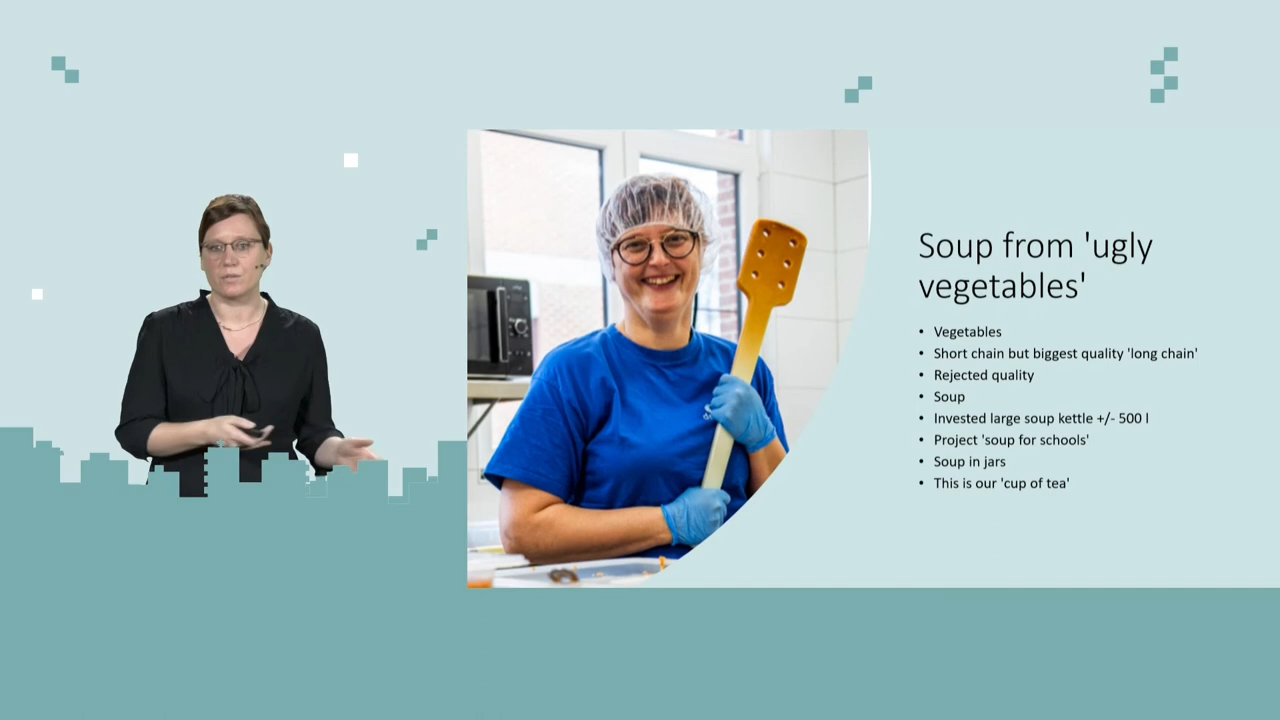 Soup from 'ugly
vegetables'
• Vegetables
• Short chain but biggest quality 'long chain'
• Rejected quality
• Soup
• Invested large soup kettle +/- 500 l
• Project 'soup for schools'
• Soup in jars
• This is our 'cup of tea'